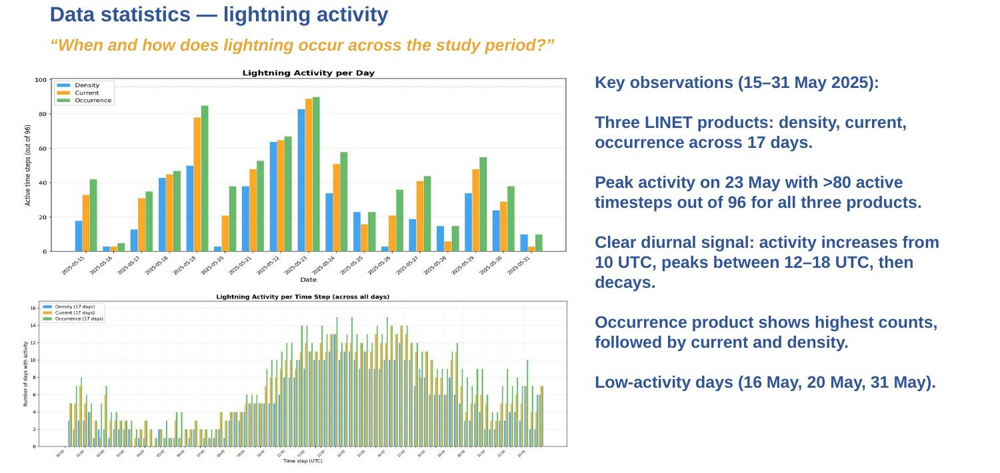 Data statistics — lightning activity
“When and how does lightning occur across the study period?”
Lightning Activity per Day
100
80
60
40
20
0
Active time steps (out of 96)
Density
Current
Occurrence
2025-05-15
2025-05-16
2025-05-17
2025-05-18
2025-05-19
2025-05-20
2025-05-21
2025-05-22
2025-05-23
2025-05-24
2025-05-25
2025-05-26
2025-05-27
2025-05-28
2025-05-29
2025-05-30
2025-05-31
Date
Lightning Activity per Time Step (across all days)
16
14
12
10
8
6
4
2
0
Number of days with activity
Density (17 days)
Current (17 days)
Occurrence (17 days)
00:00
01:00
02:00
03:00
04:00
05:00
06:00
07:00
08:00
09:00
10:00
11:00
12:00
13:00
14:00
15:00
16:00
17:00
18:00
19:00
20:00
21:00
22:00
23:00
Time step (UTC)
Key observations (15–31 May 2025):
Three LINET products: density, current,
occurrence across 17 days.
Peak activity on 23 May with >80 active
timesteps out of 96 for all three products.
Clear diurnal signal: activity increases from
10 UTC, peaks between 12–18 UTC, then
decays.
Occurrence product shows highest counts,
followed by current and density.
Low-activity days (16 May, 20 May, 31 May).